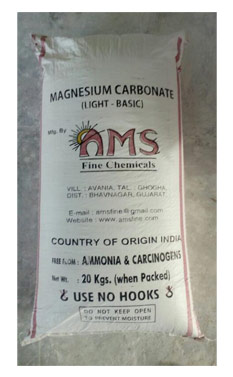 MAGNESIUM CARBONATE
(LIGHT - BASIC)
Mfg. By
AMS
Fine Chemicals
VILL : AVANIA, TAL. : GHOGHA,
DIST. : BHAVNAGAR, GUJARAT
E-mail : amsfine@gmail.com
Website : www.amsfine.com
COUNTRY OF ORIGIN INDIA
FREE FROM : AMMONIA & CARCINOGENS
Net Wt. : 20 Kgs. (when Packed)
USE NO HOOKS
DO NOT KEEP OPEN
TO PREVENT MOISTURE